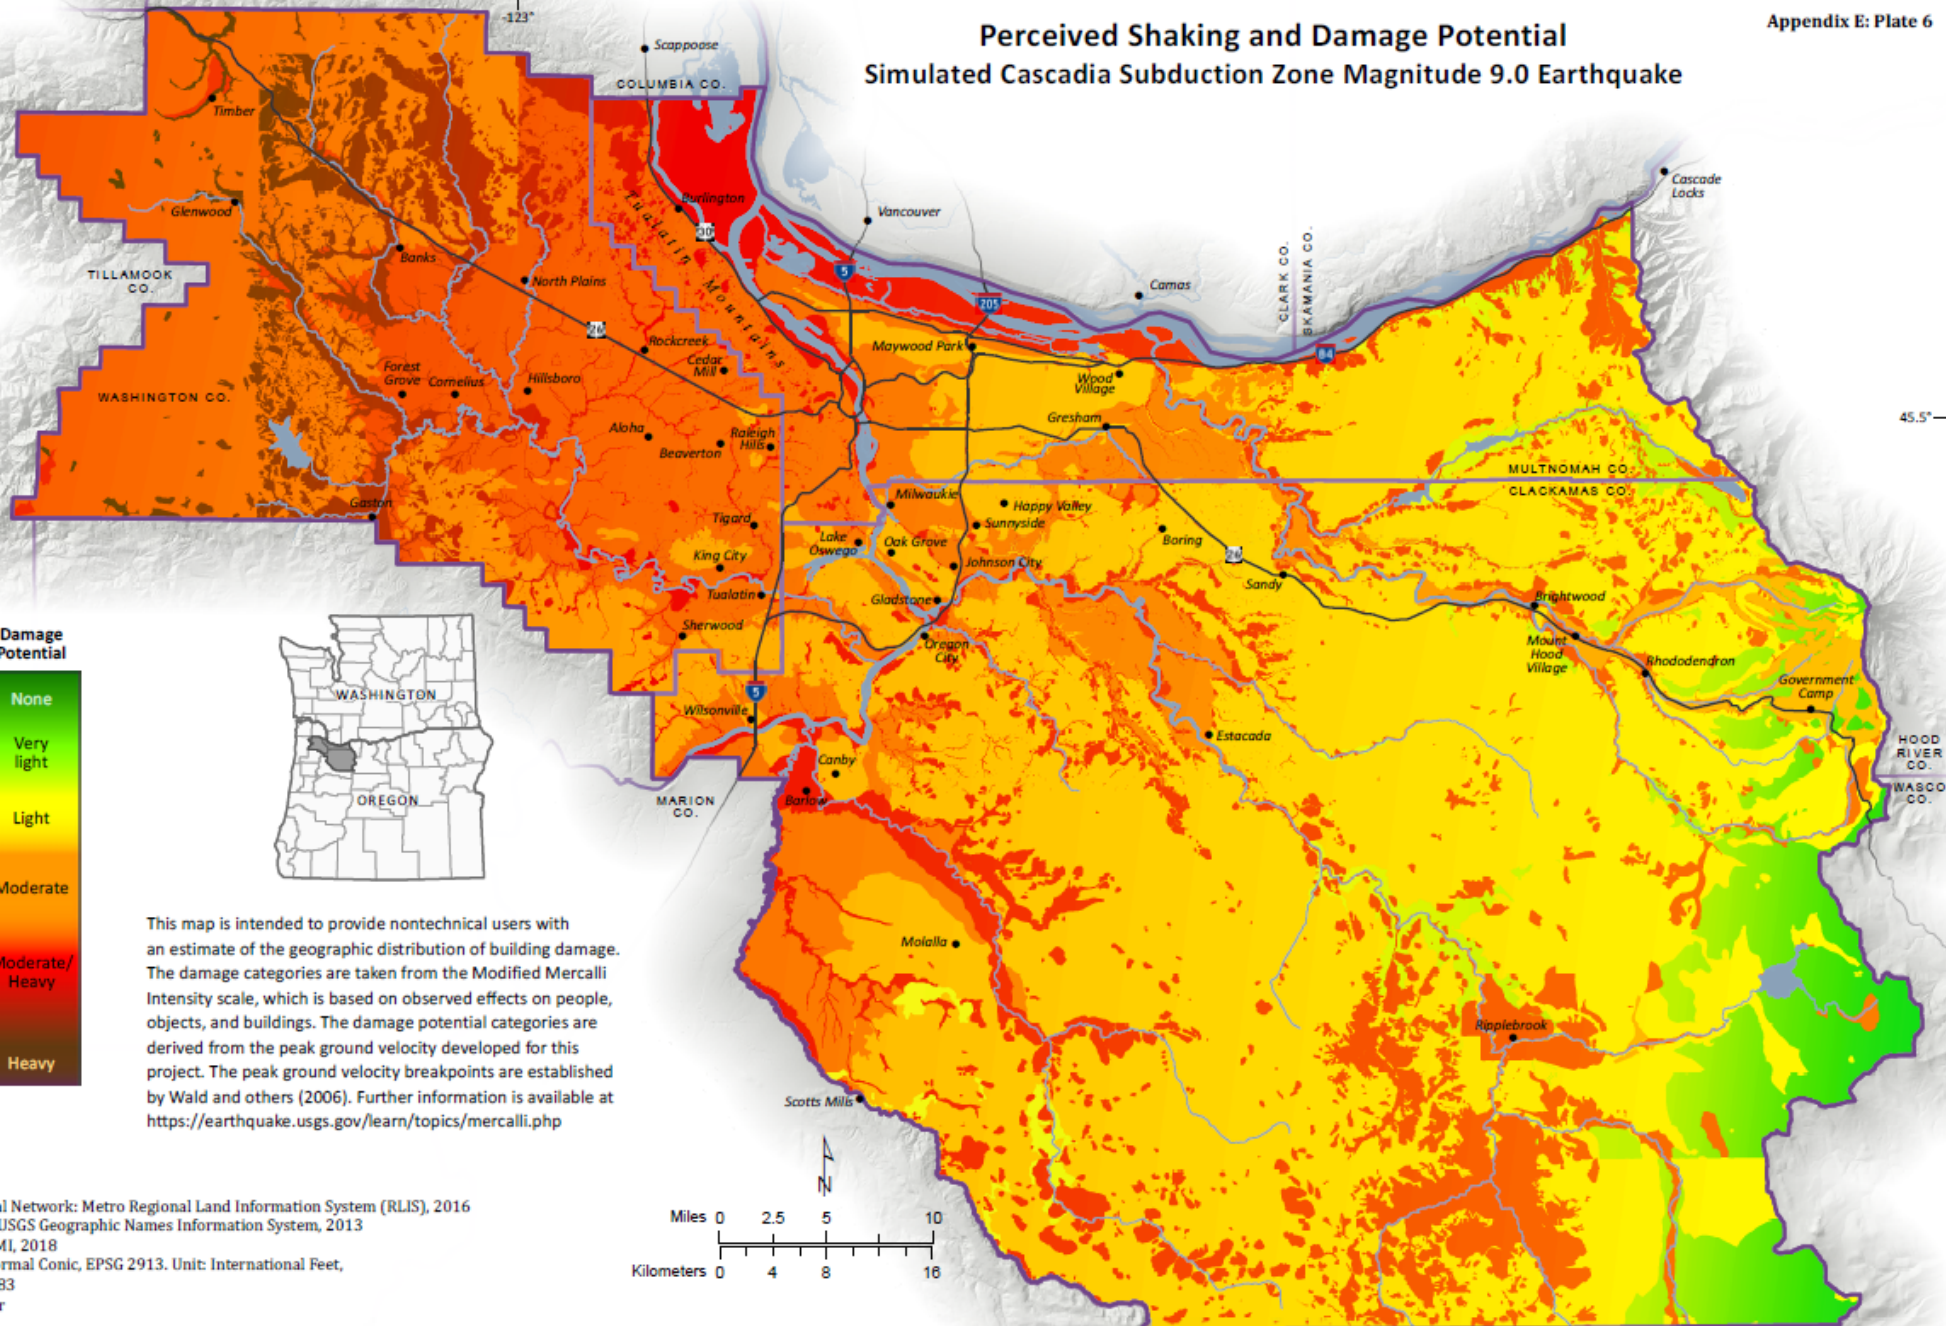 Appendix E: Plate 6
Perceived Shaking and Damage Potential
Simulated Cascadia Subduction Zone Magnitude 9.0 Earthquake
-123°
Scappoose
COLUMBIA CO.
Timber
Cascade
Locks
Burlington
Glenwood
30
Vancouver
Tualatin Mountains
Banks
TILLAMOOK
CO.
North Plains
5
205
Camas
CLARK CO.
SKAMANIA CO.
26
Rockcreek
Cedar
Mill
Maywood Park
84
Forest
Grove
Cornelius
Hillsboro
Wood
Village
WASHINGTON CO.
Gresham
45.5°
Aloha
Raleigh
Hills
Beaverton
MULTNOMAH CO.
CLACKAMAS CO.
Gaston
Milwaukie
Happy Valley
Tigard
Sunnyside
Lake
Oswego
Oak Grove
Boring
King City
Johnson City
26
Sandy
Tualatin
Gladstone
Brightwood
Sherwood
Oregon
City
Mount
Hood
Village
Rhododendron
Government
Camp
5
Wilsonville
Estacada
HOOD
RIVER
CO.
WASCO
CO.
Canby
Barlow
MARION
CO.
Molalla
Ripplebrook
Scotts Mills
Damage
Potential
None
Very
light
Light
Moderate
Moderate/
Heavy
Heavy
WASHINGTON
OREGON
This map is intended to provide nontechnical users with
an estimate of the geographic distribution of building damage.
The damage categories are taken from the Modified Mercalli
Intensity scale, which is based on observed effects on people,
objects, and buildings. The damage potential categories are
derived from the peak ground velocity developed for this
project. The peak ground velocity breakpoints are established
by Wald and others (2006). Further information is available at
https://earthquake.usgs.gov/learn/topics/mercalli.php
N
Miles 0 2.5 5 10
Kilometers 0 4 8 16
l Network: Metro Regional Land Information System (RLIS), 2016
USGS Geographic Names Information System, 2013
MI, 2018
ormal Conic, EPSG 2913. Unit: International Feet,
83
r